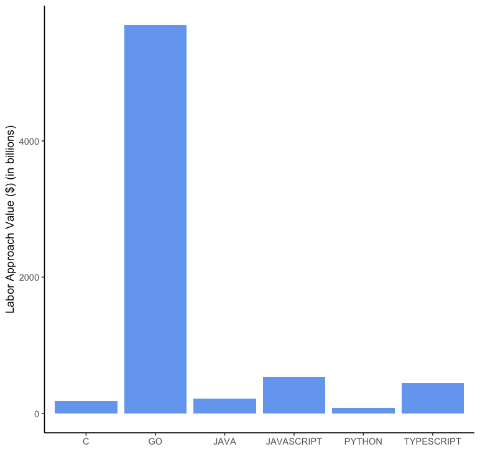 Labor Approach Value ($) (in billions)
4000
2000
0
C GO JAVA JAVASCRIPT PYTHON TYPESCRIPT